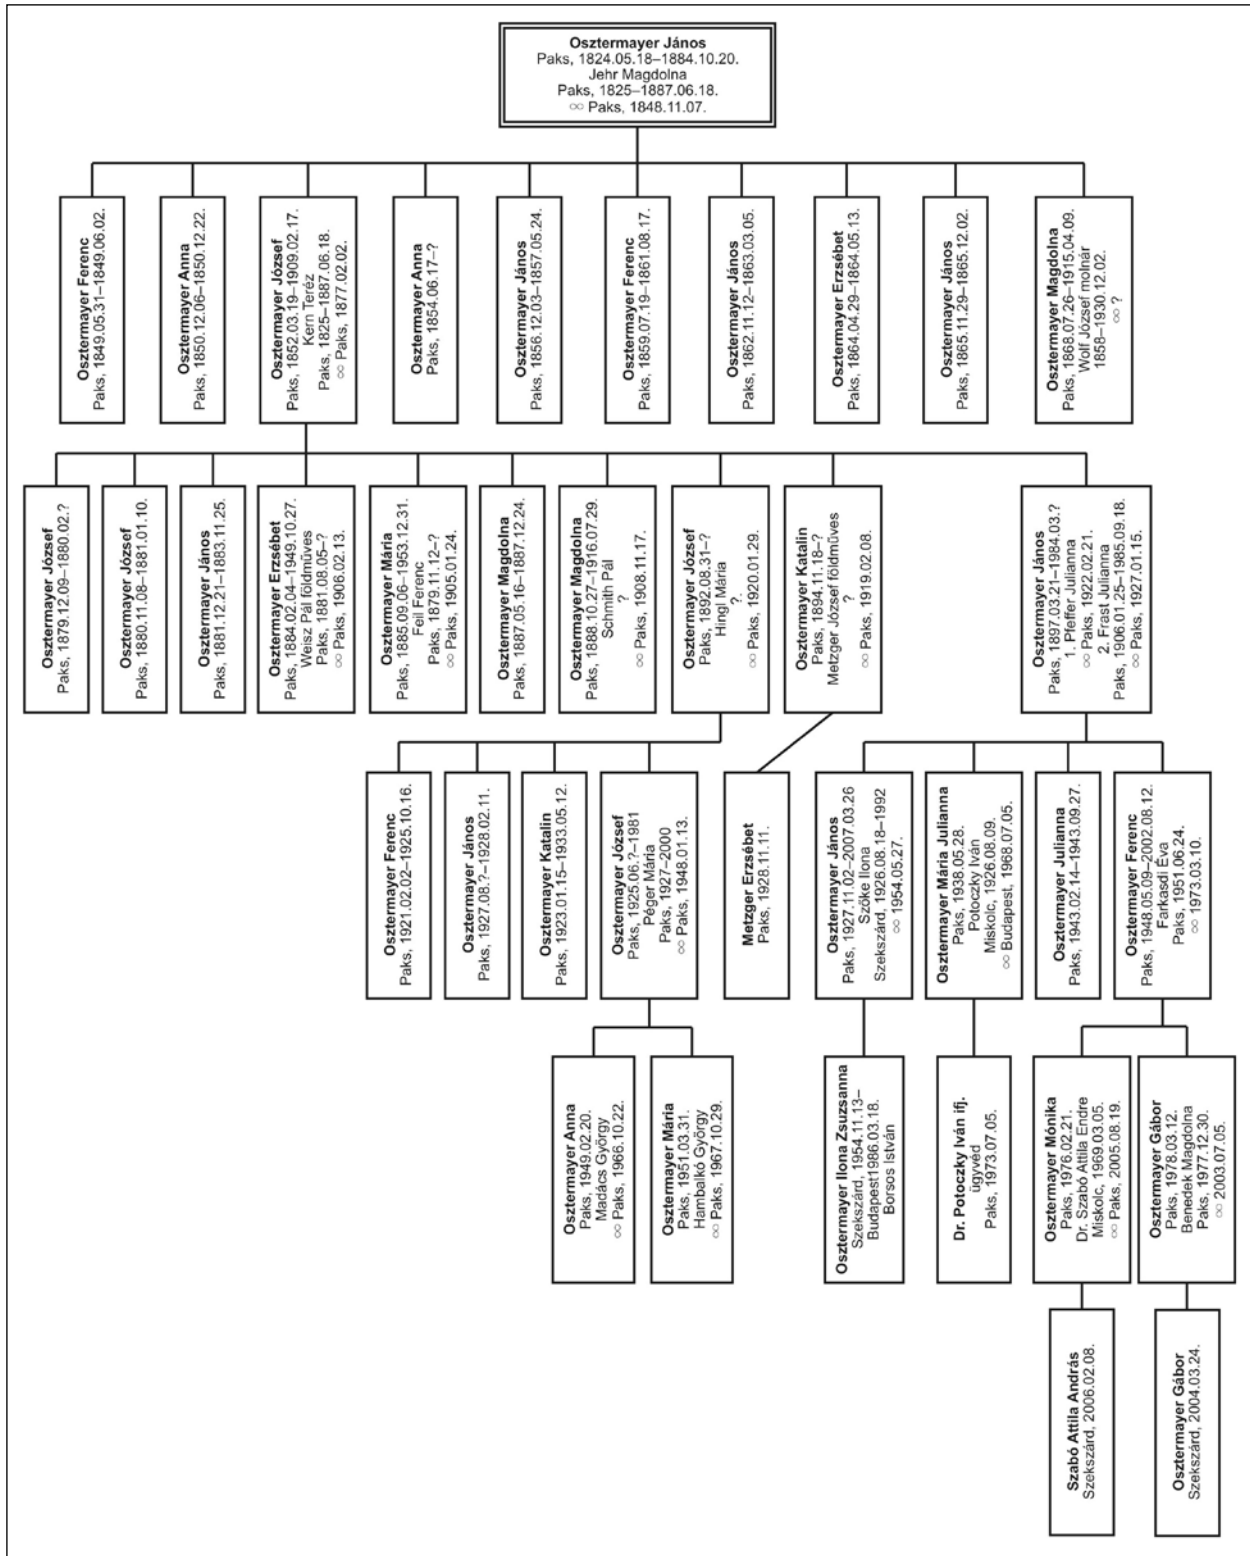 Osztermayer János
Paks, 1824.05.18–1884.10.20.
Jehr Magdolna
Paks, 1825–1887.06.18.
∞ Paks, 1848.11.07.
Osztermayer Ferenc
Paks, 1849.05.31–1849.06.02.
Osztermayer Anna
Paks, 1850.12.06–1850.12.22.
Osztermayer József
Paks, 1852.03.19–1909.02.17.
Kern Teréz
Paks, 1825–1887.06.18.
∞ Paks, 1877.02.02.
Osztermayer Anna
Paks, 1854.06.17–?
Osztermayer János
Paks, 1856.12.03–1857.05.24.
Osztermayer Ferenc
Paks, 1859.07.19–1861.08.17.
Osztermayer János
Paks, 1862.11.12–1863.03.05.
Osztermayer Erzsébet
Paks, 1864.04.29–1864.05.13.
Osztermayer János
Paks, 1865.11.29–1865.12.02.
Osztermayer Magdolna
Paks, 1868.07.26–1915.04.09.
Wolf József molnár
1858–1930.12.02.
∞ ?
Osztermayer József
Paks, 1879.12.09–1880.02.?
Osztermayer József
Paks, 1880.11.08–1881.01.10.
Osztermayer János
Paks, 1881.12.21–1883.11.25.
Osztermayer Erzsébet
Paks, 1884.02.04–1949.10.27.
Weisz Pál földműves
Paks, 1881.08.05–?
∞ Paks, 1906.02.13.
Osztermayer Mária
Paks, 1885.09.06–1953.12.31.
Feil Ferenc
Paks, 1879.11.12–?
∞ Paks, 1905.01.24.
Osztermayer Magdolna
Paks, 1887.05.16–1887.12.24.
Osztermayer Magdolna
Paks, 1888.10.27–1916.07.29.
Schmith Pál
?
∞ Paks, 1908.11.17.
Osztermayer József
Paks, 1892.08.31–?
Hingl Mária
?.
∞ Paks, 1920.01.29.
Osztermayer Katalin
Paks, 1894.11.18–?
Metzger József földműves
?
∞ Paks, 1919.02.08.
Osztermayer János
Paks, 1897.03.21–1984.03.?
1. Pfeffer Julianna
∞ Paks, 1922.02.21.
2. Frast Julianna
Paks, 1906.01.25–1985.09.18.
∞ Paks, 1927.01.15.
Osztermayer Ferenc
Paks, 1921.02.02–1925.10.16.
Osztermayer János
Paks, 1927.08.?–1928.02.11.
Osztermayer Katalin
Paks, 1923.01.15–1933.05.12.
Osztermayer József
Paks, 1925.06.?–1981
Péger Mária
Paks, 1927–2000
∞ Paks, 1948.01.13.
Metzger Erzsébet
Paks, 1928.11.11.
Osztermayer János
Paks, 1927.11.02–2007.03.26
Szőke Ilona
Szekszárd, 1926.08.18–1992
∞ 1954.05.27.
Osztermayer Mária Julianna
Paks, 1938.05.28.
Potoczky Iván
Miskolc, 1926.08.09.
∞ Budapest, 1968.07.05.
Osztermayer Julianna
Paks, 1943.02.14–1943.09.27.
Osztermayer Ferenc
Paks, 1948.05.09–2002.08.12.
Farkasdi Éva
Paks, 1951.06.24.
∞ 1973.03.10.
Osztermayer Anna
Paks, 1949.02.20.
Madács György
∞ Paks, 1966.10.22.
Osztermayer Mária
Paks, 1951.03.31.
Hambalkó György
∞ Paks, 1967.10.29.
Osztermayer Ilona Zsuzsanna
Szekszárd, 1954.11.13–
Budapest1986.03.18.
Borsos István
Dr. Potoczky Iván ifj.
ügyvéd
Paks, 1973.07.05.
Osztermayer Mónika
Paks, 1976.02.21.
Dr. Szabó Attila Endre
Miskolc, 1969.03.05.
∞ Paks, 2005.08.19.
Osztermayer Gábor
Paks, 1978.03.12.
Benedek Magdolna
Paks, 1977.12.30.
∞ 2003.07.05.
Szabó Attila András
Szekszárd, 2006.02.08.
Osztermayer Gábor
Szekszárd, 2004.03.24.